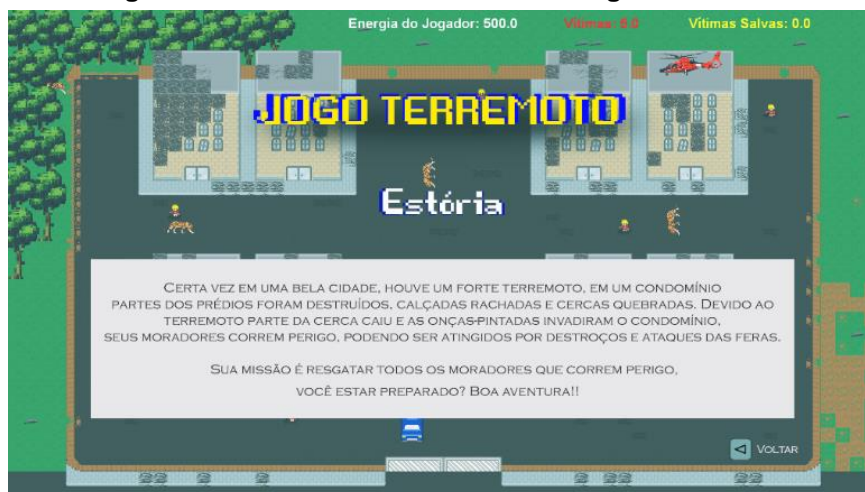 Energia do Jogador: 500.0 Vítimas: 6.0 Vítimas Salvas: 0.0
JOGO TERREMOTO
Estória
CERTA VEZ EM UMA BELA CIDADE, HOUVE UM FORTE TERREMOTO, EM UM CONDOMÍNIO
PARTES DOS PRÉDIOS FORAM DESTRUÍDOS, CALÇADAS RACHADAS E CERCAS QUEBRADAS. DEVIDO AO
TERREMOTO PARTE DA CERCA CAIU E AS ONÇAS-PINTADAS INVADIRAM O CONDOMÍNIO,
SEUS MORADORES CORREM PERIGO, PODENDO SER ATINGIDOS POR DESTROÇOS E ATAQUES DAS FERAS.
SUA MISSÃO É RESGATAR TODOS OS MORADORES QUE CORREM PERIGO,
VOCÊ ESTAR PREPARADO? BOA AVENTURA!!
VOLTAR